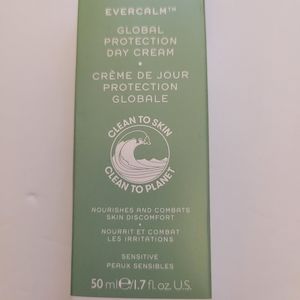 EVERCALM™
GLOBAL
PROTECTION
DAY CREAM
•
CRÈME DE JOUR
PROTECTION
GLOBALE
CLEAN TO SKIN
CLEAN TO PLANET
NOURISHES AND COMBATS
SKIN DISCOMFORT
•
NOURRIT ET COMBAT
LES IRRITATIONS
SENSITIVE
PEAUX SENSIBLES
50 ml ℮/1.7 fl. oz. U.S.